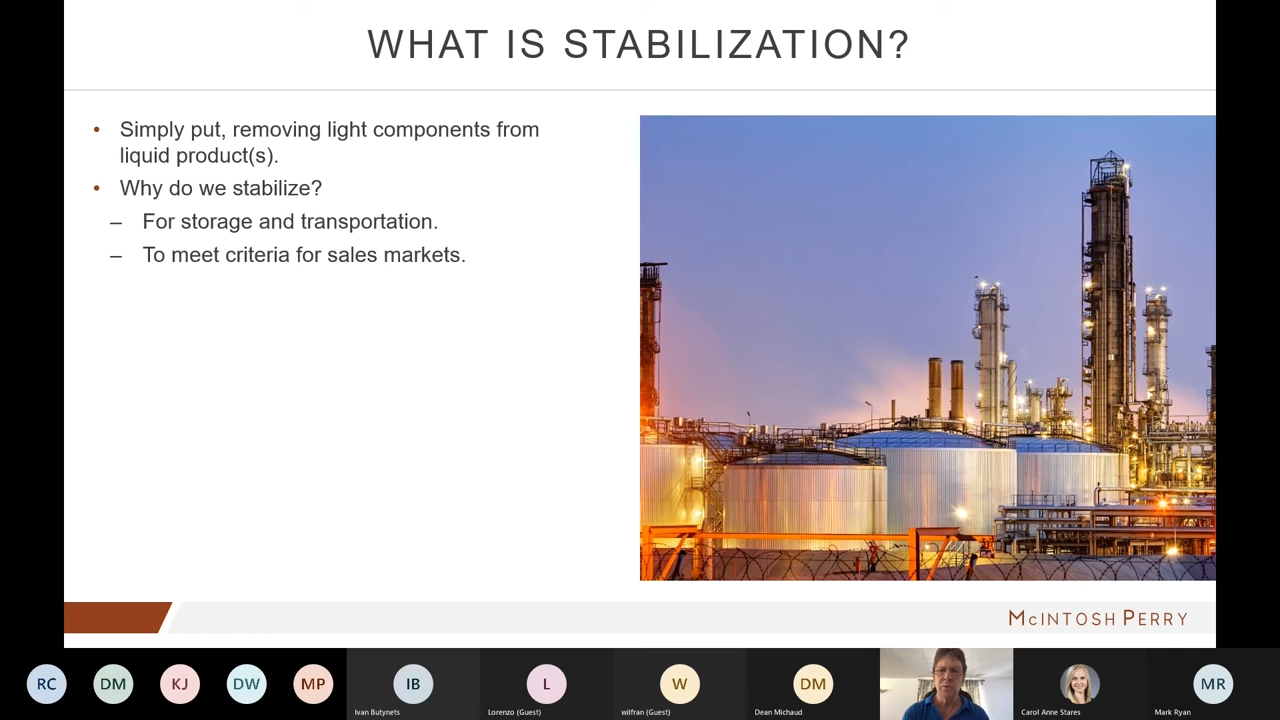 WHAT IS STABILIZATION?
• Simply put, removing light components from
liquid product(s).
• Why do we stabilize?
– For storage and transportation.
– To meet criteria for sales markets.
MCINTOSH PERRY
RC
DM
KJ
DW
MP
IB
Ivan Butynets
L
Lorenzo (Guest)
W
wilfran (Guest)
DM
Dean Michaud
Carol Anne Stares
MR
Mark Ryan